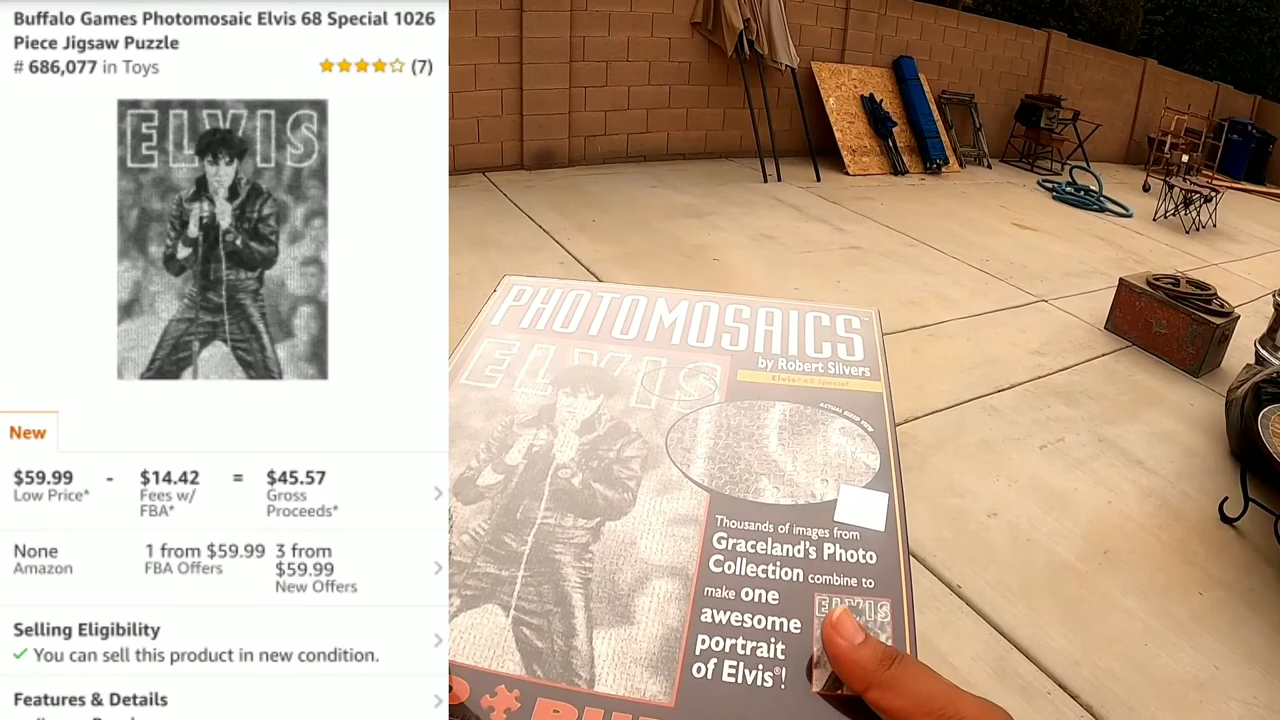 Buffalo Games Photomosaic Elvis 68 Special 1026
Piece Jigsaw Puzzle
# 686,077 in Toys
(7)
ELVIS
New
$59.99 - $14.42 = $45.57
Low Price* Fees w/ FBA* Gross Proceeds*
None 1 from $59.99 3 from $59.99
Amazon FBA Offers New Offers
Selling Eligibility
✓ You can sell this product in new condition.
Features & Details
PHOTOMOSAICS™
by Robert Silvers
Elvis® 68 Special
ELVIS
ACTUAL SIZED VIEW
Thousands of images from
Graceland's Photo
Collection combine to
make one
awesome
portrait
of Elvis®!
ELVIS